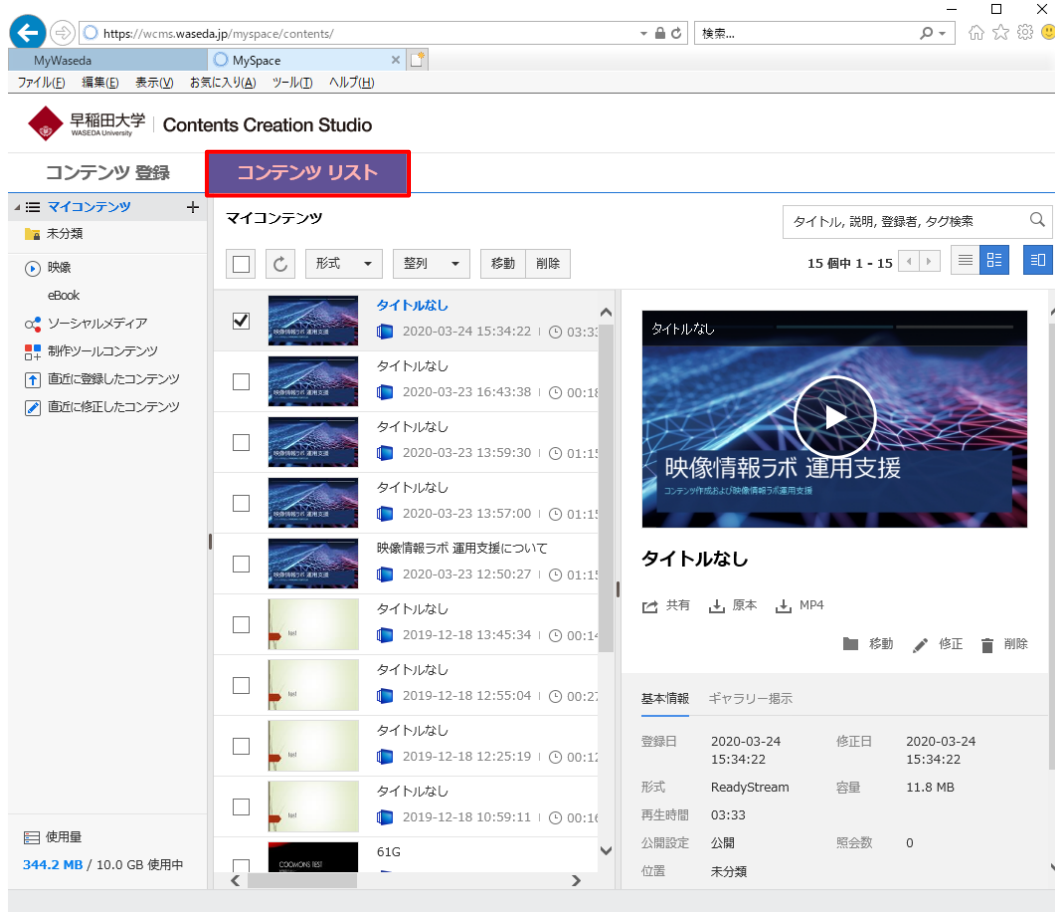 https://wcms.waseda.jp/myspace/contents/
検索...
MyWaseda
MySpace
ファイル(F) 編集(E) 表示(V) お気に入り(A) ツール(T) ヘルプ(H)
早稲田大学 Contents Creation Studio
WASEDA University
コンテンツ 登録 コンテンツ リスト
マイコンテンツ
未分類
映像
eBook
ソーシャルメディア
制作ツールコンテンツ
直近に登録したコンテンツ
直近に修正したコンテンツ
使用量
344.2 MB / 10.0 GB 使用中
マイコンテンツ
タイトル, 説明, 登録者, タグ検索
形式 整列 移動 削除
15 個中 1 - 15
タイトルなし
2020-03-24 15:34:22 03:33
タイトルなし
2020-03-23 16:43:38 00:18
タイトルなし
2020-03-23 13:59:30 01:15
タイトルなし
2020-03-23 13:57:00 01:15
映像情報ラボ 運用支援について
2020-03-23 12:50:27 01:15
タイトルなし
2019-12-18 13:45:34 00:14
タイトルなし
2019-12-18 12:55:04 00:27
タイトルなし
2019-12-18 12:25:19 00:12
タイトルなし
2019-12-18 10:59:11 00:16
61G
タイトルなし
映像情報ラボ 運用支援
コンテンツ作成および映像情報ラボ運用支援
タイトルなし
共有 原本 MP4
移動 修正 削除
基本情報 ギャラリー掲示
登録日 2020-03-24 15:34:22 修正日 2020-03-24 15:34:22
形式 ReadyStream 容量 11.8 MB
再生時間 03:33
公開設定 公開 照会数 0
位置 未分類